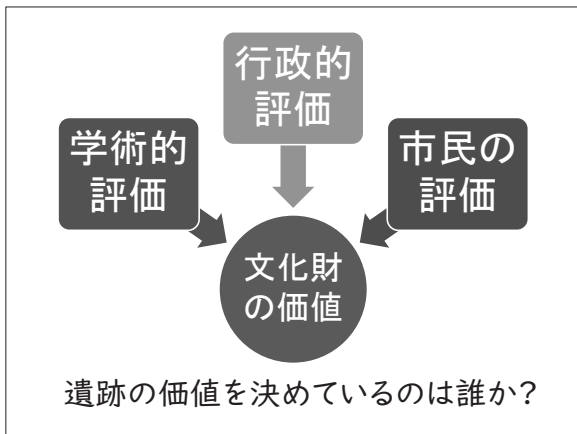 行政的
評価
学術的
評価
市民の
評価
文化財
の価値
遺跡の価値を決めているのは誰か?